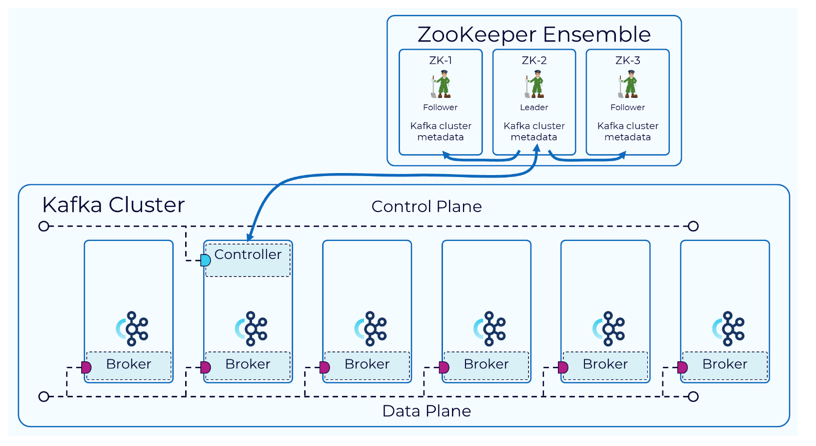 ZooKeeper Ensemble
ZK-1
ZK-2
ZK-3
Follower
Leader
Follower
Kafka cluster
metadata
Kafka cluster
metadata
Kafka cluster
metadata
Kafka Cluster
Control Plane
Controller
Broker
Broker
Broker
Broker
Broker
Broker
Data Plane